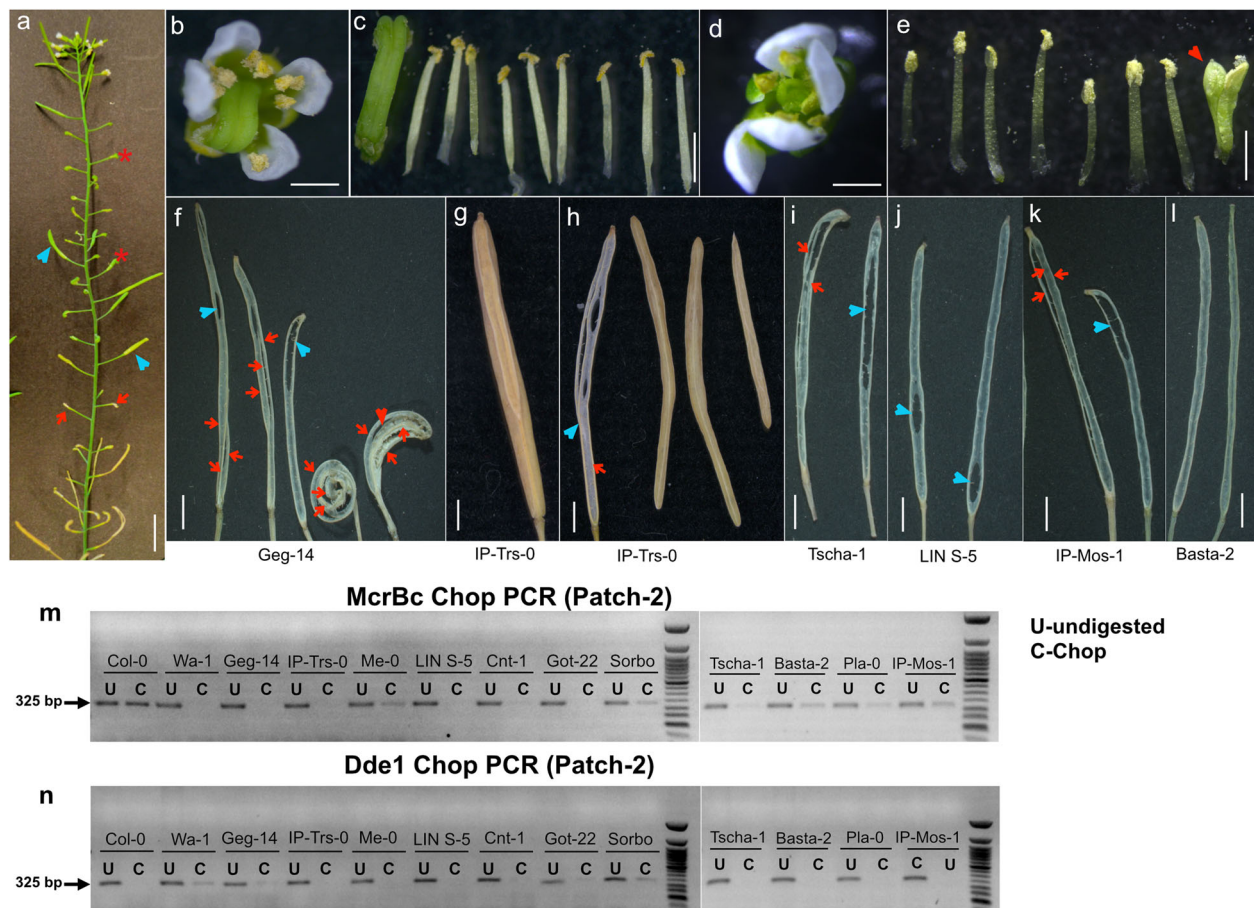 a b c d e
f g h i j k l
Geg-14 IP-Trs-0 IP-Trs-0 Tscha-1 LIN S-5 IP-Mos-1 Basta-2
McrBc Chop PCR (Patch-2)
m
U-undigested
C-Chop
Col-0 Wa-1 Geg-14 IP-Trs-0 Me-0 LIN S-5 Cnt-1 Got-22 Sorbo Tscha-1 Basta-2 Pla-0 IP-Mos-1
U C U C U C U C U C U C U C U C U C U C U C U C U C
325 bp
Dde1 Chop PCR (Patch-2)
n
Col-0 Wa-1 Geg-14 IP-Trs-0 Me-0 LIN S-5 Cnt-1 Got-22 Sorbo Tscha-1 Basta-2 Pla-0 IP-Mos-1
U C U C U C U C U C U C U C U C U C U C U C U C C U
325 bp